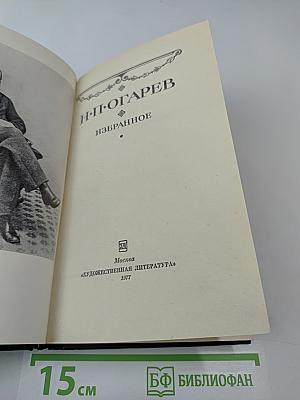 Н·П·ОГАРЕВ
ИЗБРАННОЕ
Москва
«ХУДОЖЕСТВЕННАЯ ЛИТЕРАТУРА»
1977
15 см
БФ БИБЛИОФАН